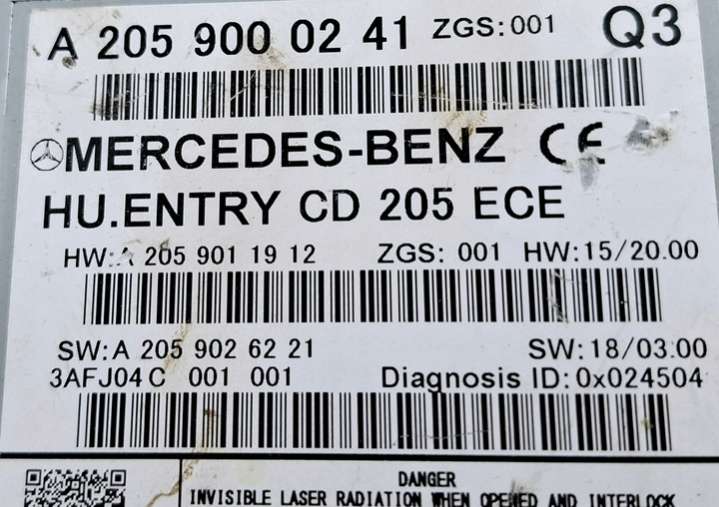 A 205 900 02 41 ZGS:001 Q3
MERCEDES-BENZ CE
HU.ENTRY CD 205 ECE
HW:A 205 901 19 12 ZGS: 001 HW:15/20.00
SW:A 205 902 62 21 SW:18/03.00
3AFJ04C 001 001 Diagnosis ID:0x024504
DANGER
INVISIBLE LASER RADIATION WHEN OPENED AND INTERLOCK